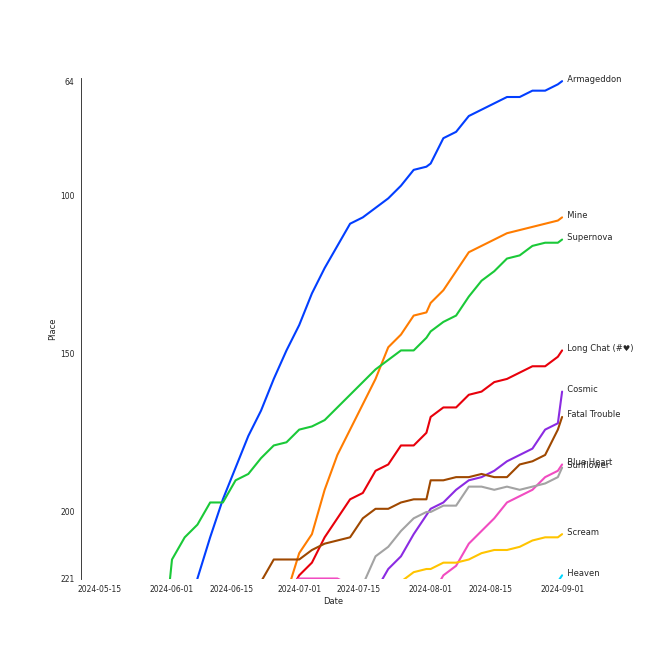 64
Armageddon
100
Mine
Supernova
Place
150
Long Chat (#♥)
Cosmic
Fatal Trouble
Blue Heart
200
Scream
Heaven
221
2024-05-15 2024-06-01 2024-06-15 2024-07-01 2024-07-15 2024-08-01 2024-08-15 2024-09-01
Date